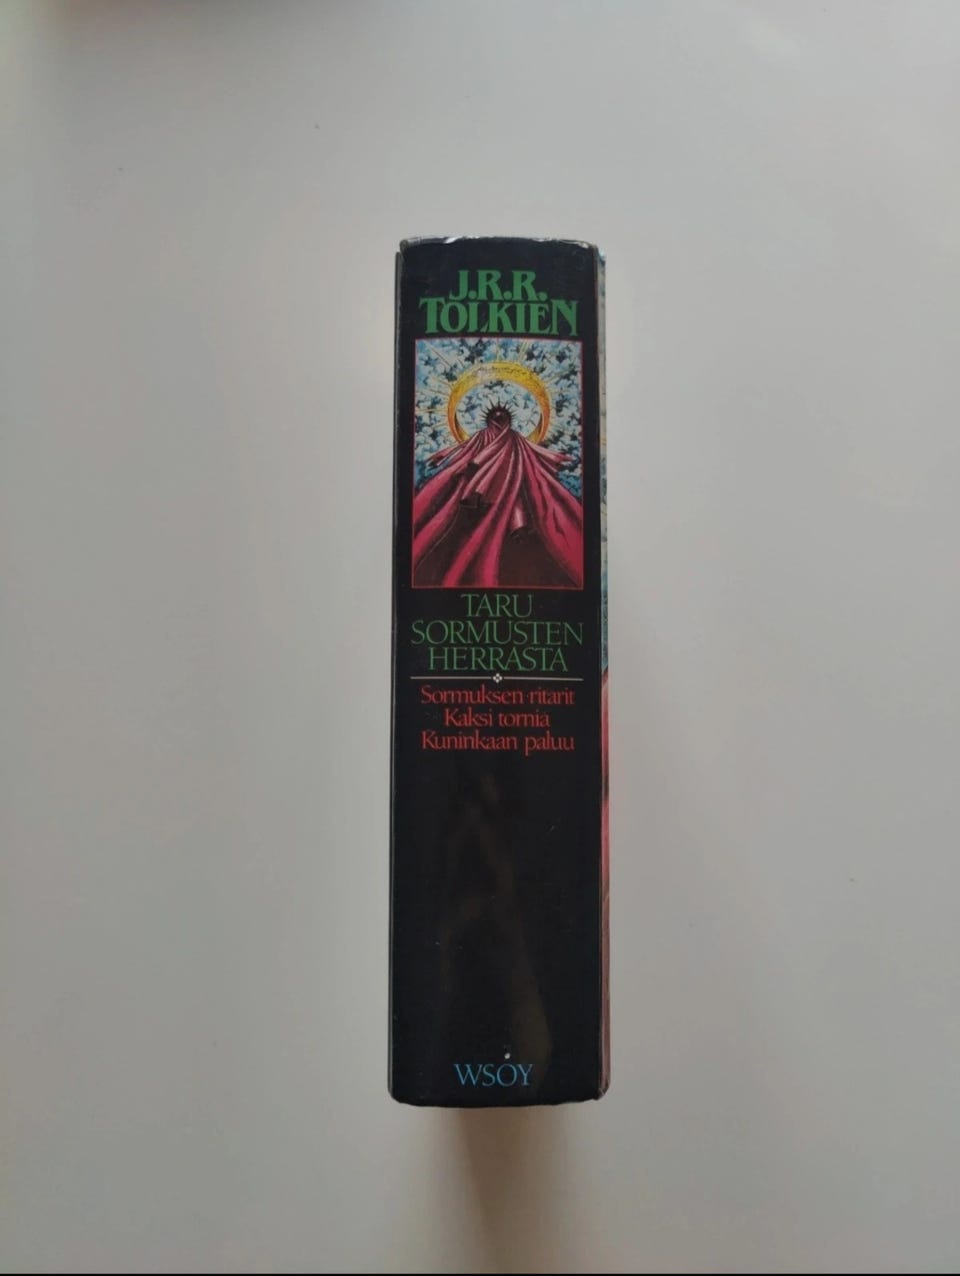 J.R.R.
TOLKIEN
TARU
SORMUSTEN
HERRASTA
Sormuksen ritarit
Kaksi tornia
Kuninkaan paluu
WSOY